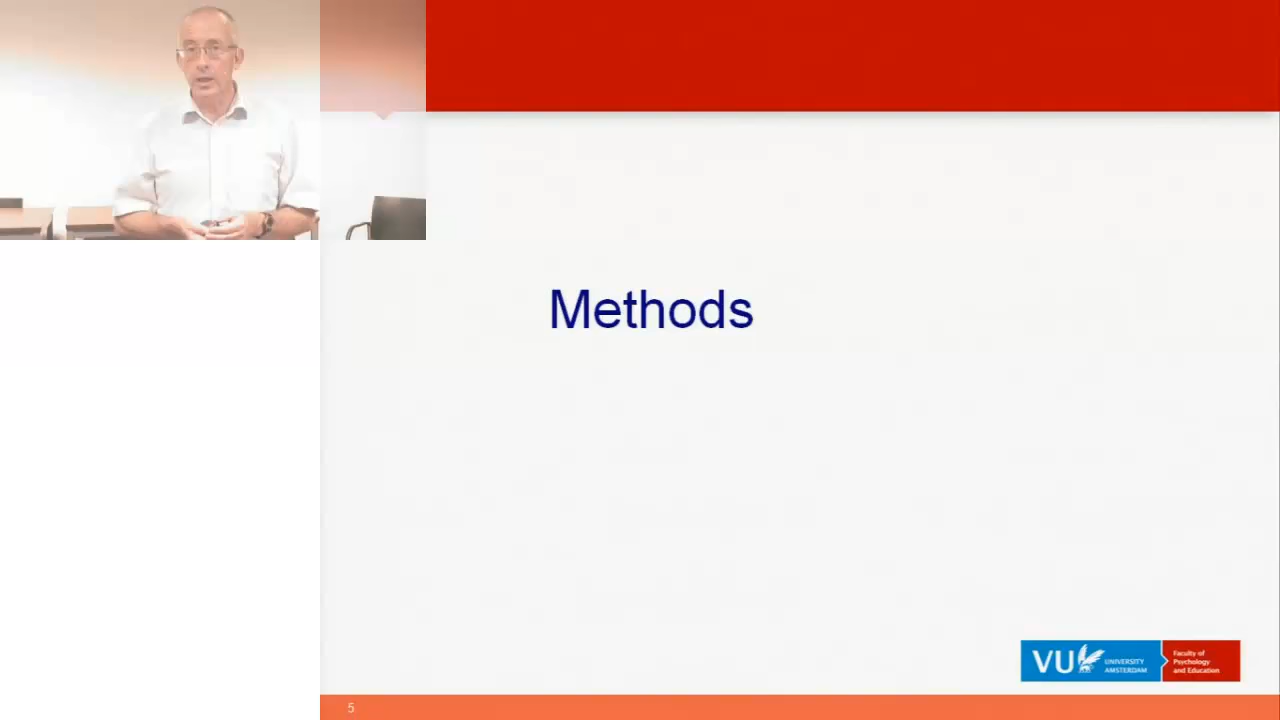 Methods
VU
UNIVERSITY
AMSTERDAM
Faculty of
Psychology
and Education
5